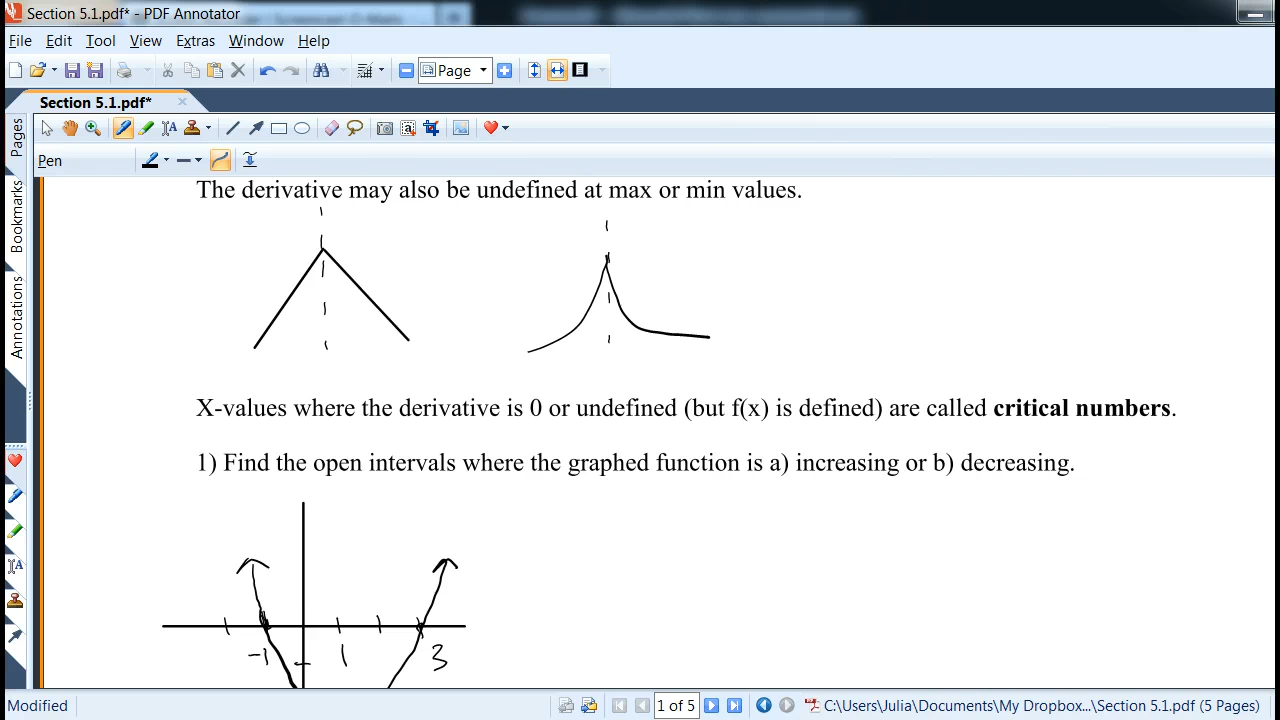 Section 5.1.pdf* - PDF Annotator
File Edit Tool View Extras Window Help
Page
Section 5.1.pdf*
Pen
Pages
Bookmarks
Annotations
The derivative may also be undefined at max or min values.
X-values where the derivative is 0 or undefined (but f(x) is defined) are called critical numbers.
1) Find the open intervals where the graphed function is a) increasing or b) decreasing.
-1 1 3
Modified
1 of 5
C:\Users\Julia\Documents\My Dropbox...\Section 5.1.pdf (5 Pages)